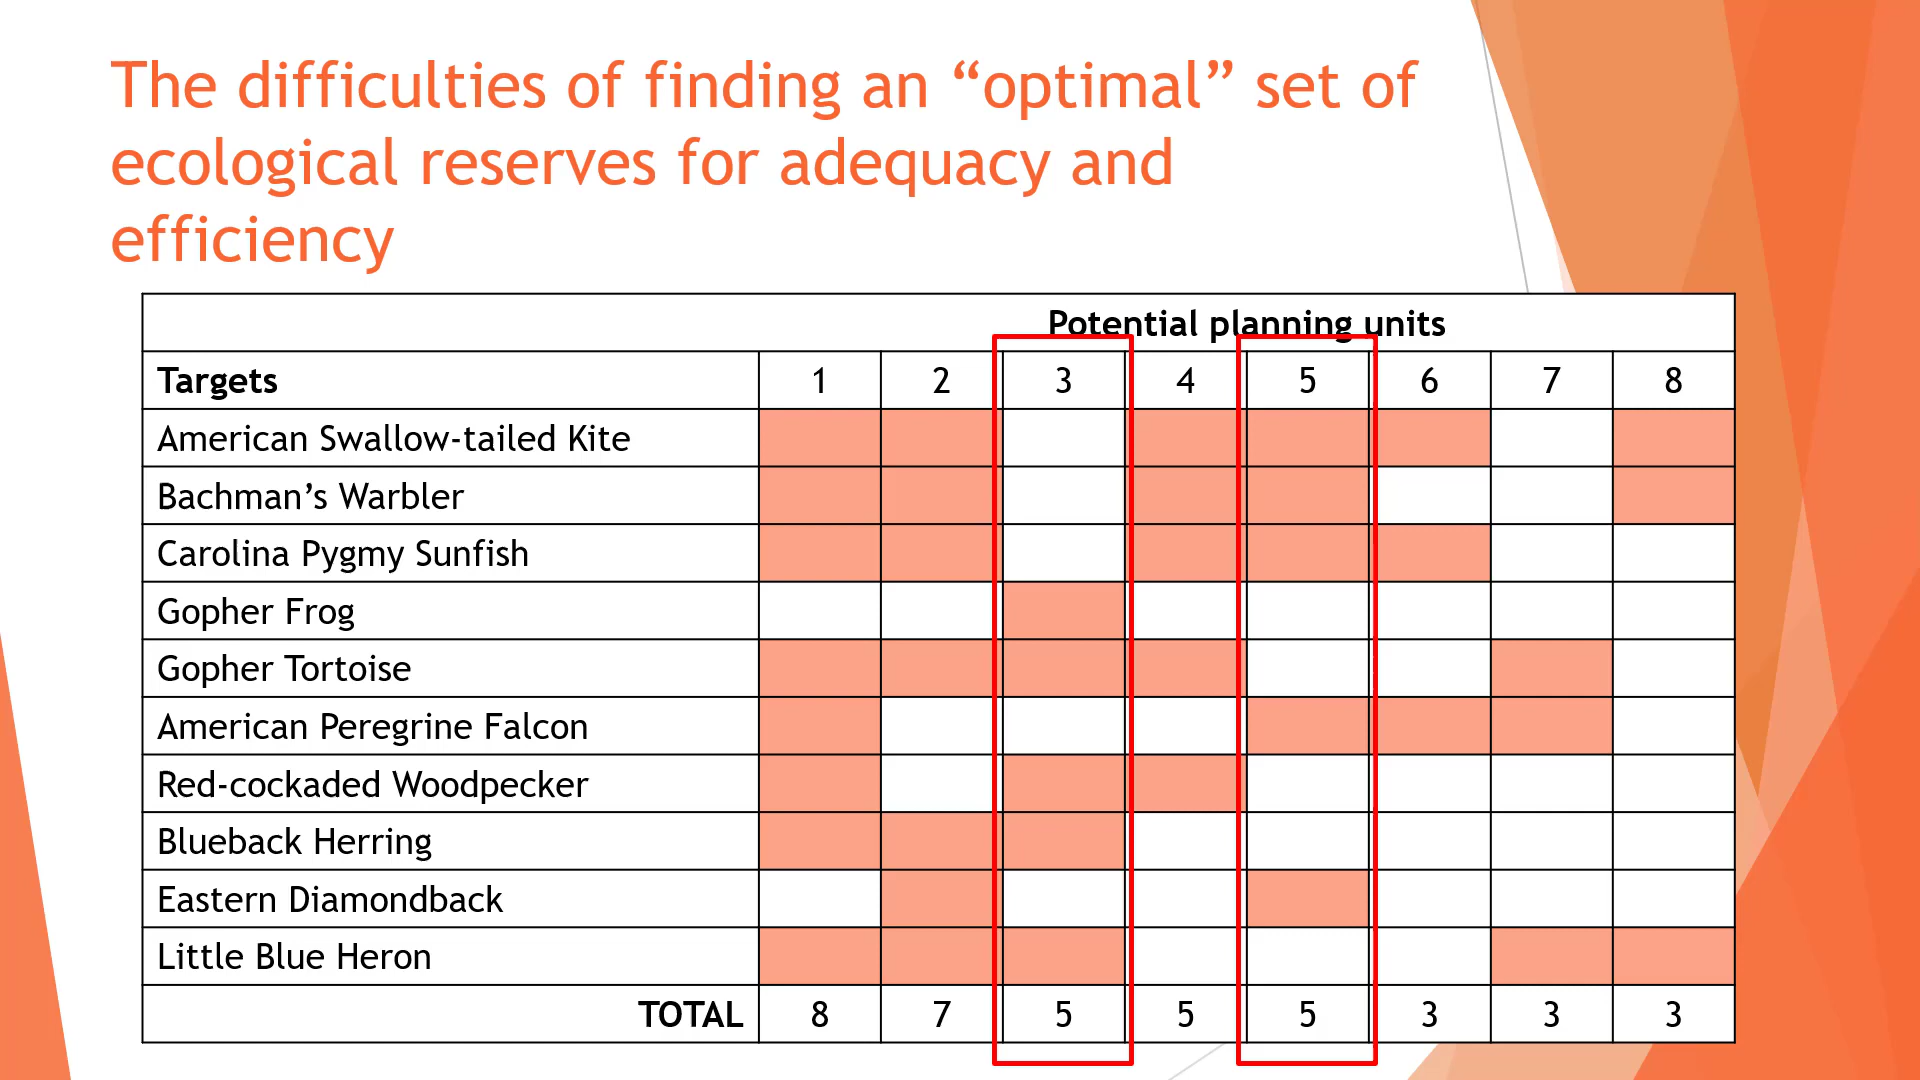 The difficulties of finding an “optimal” set of
ecological reserves for adequacy and
efficiency
Potential planning units
Targets 1 2 3 4 5 6 7 8
American Swallow-tailed Kite
Bachman’s Warbler
Carolina Pygmy Sunfish
Gopher Frog
Gopher Tortoise
American Peregrine Falcon
Red-cockaded Woodpecker
Blueback Herring
Eastern Diamondback
Little Blue Heron
TOTAL 8 7 5 5 5 3 3 3